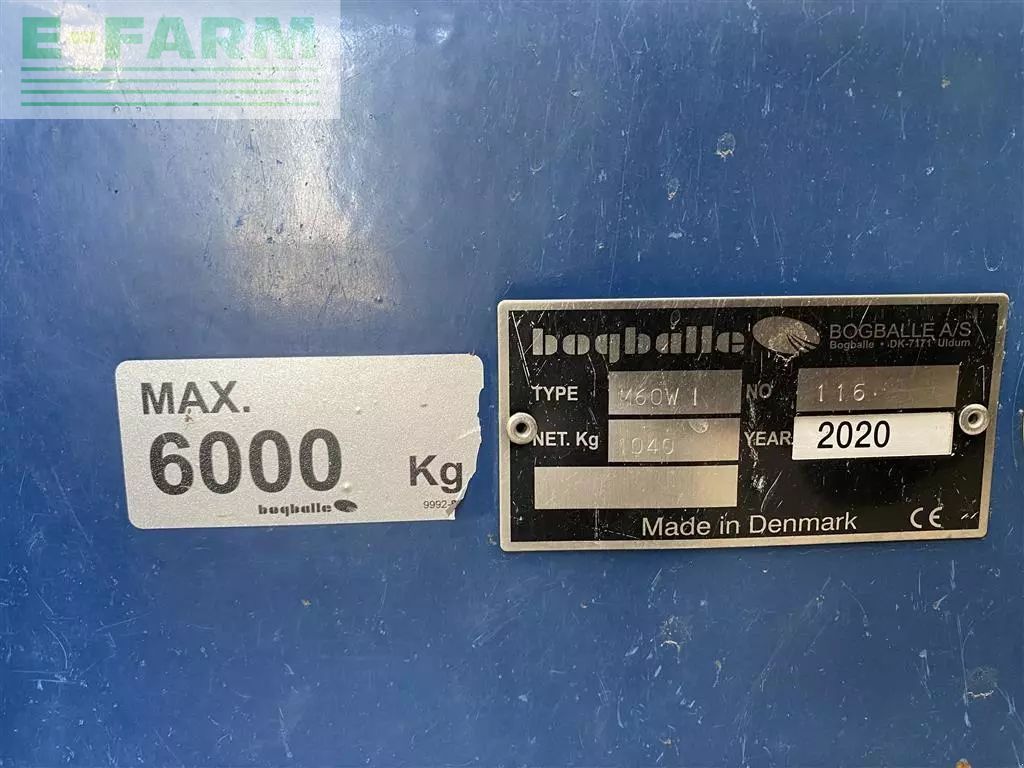 E-FARM
MAX.
6000 Kg
bogballe
9992-
bogballe BOGBALLE A/S
Bogballe • DK-7171 Uldum
TYPE M60W I NO 116
NET. Kg 1040 YEAR 2020
Made in Denmark CE